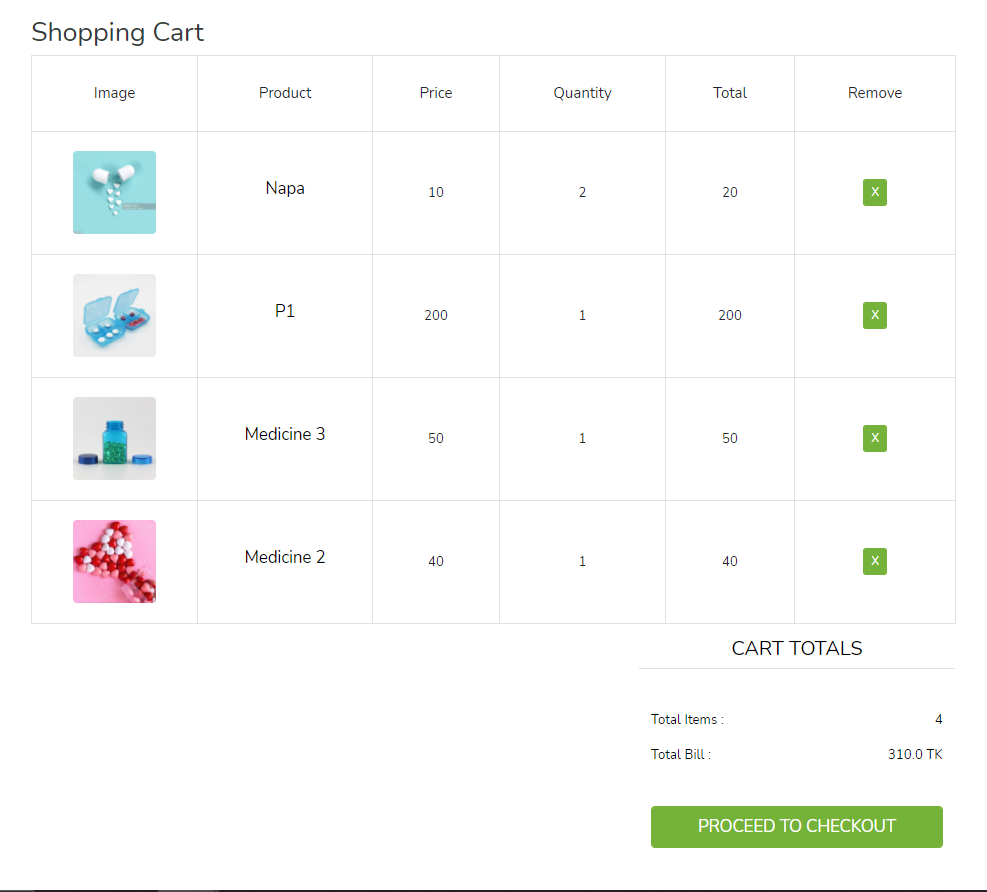 Shopping Cart
Image Product Price Quantity Total Remove
Napa 10 2 20 X
P1 200 1 200 X
Medicine 3 50 1 50 X
Medicine 2 40 1 40 X
CART TOTALS
Total Items : 4
Total Bill : 310.0 TK
PROCEED TO CHECKOUT